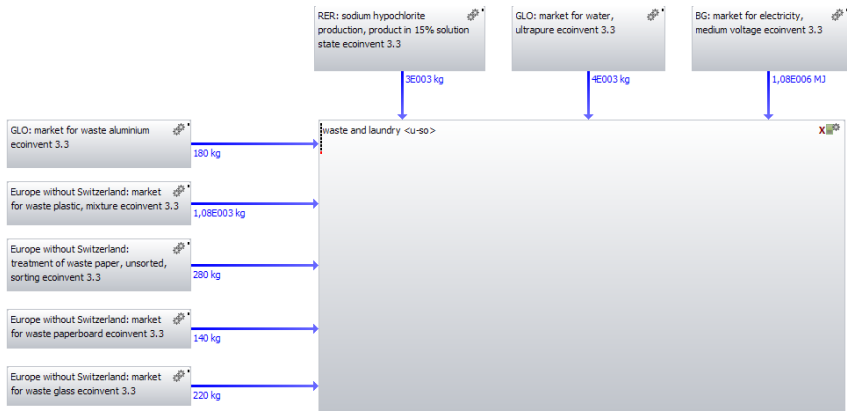 RER: sodium hypochlorite
production, product in 15% solution
state ecoinvent 3.3
GLO: market for water,
ultrapure ecoinvent 3.3
BG: market for electricity,
medium voltage ecoinvent 3.3
3E003 kg
4E003 kg
1,08E006 MJ
GLO: market for waste aluminium
ecoinvent 3.3
180 kg
waste and laundry <u-so>
X
Europe without Switzerland: market
for waste plastic, mixture ecoinvent 3.3
1,08E003 kg
Europe without Switzerland:
treatment of waste paper, unsorted,
sorting ecoinvent 3.3
280 kg
Europe without Switzerland: market
for waste paperboard ecoinvent 3.3
140 kg
Europe without Switzerland: market
for waste glass ecoinvent 3.3
220 kg